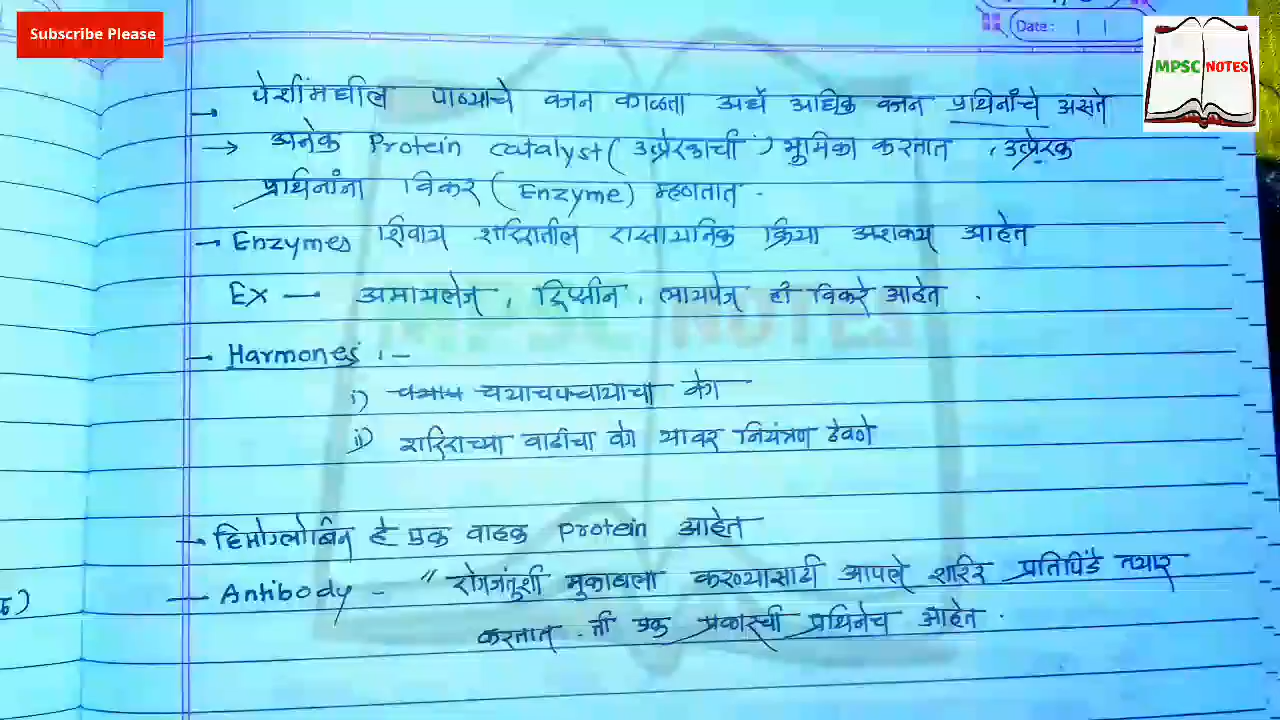 Subscribe Please
Date:
MPSC NOTES
→ पेशींमधील पाण्याचे वजन वगळता अर्धे अधिक वजन प्रथिनांचे असते
→ अनेक Protein catalyst ( उत्प्रेरकाची ) भूमिका करतात , उत्प्रेरक
प्रथिनांना विकर ( Enzyme ) म्हणतात .
→ Enzymes शिवाय शरिरातील रासायनिक क्रिया अशक्य आहेत
Ex — अमायलेज , ट्रिप्सीन , लायपेज ही विकरे आहेत .
→ Harmones : —
i) चयापचयाचा वेग
ii) शरिराच्या वाढीचा वेग यावर नियंत्रण ठेवणे
→ हिमोग्लोबिन हे एक वाहक Protein आहेत
— Antibody - " रोगजंतुशी मुकाबला करण्यासाठी आपले शरिर प्रतिपिंडे तयार
करतात . ती एक प्रकारची प्रथिनेच आहेत .